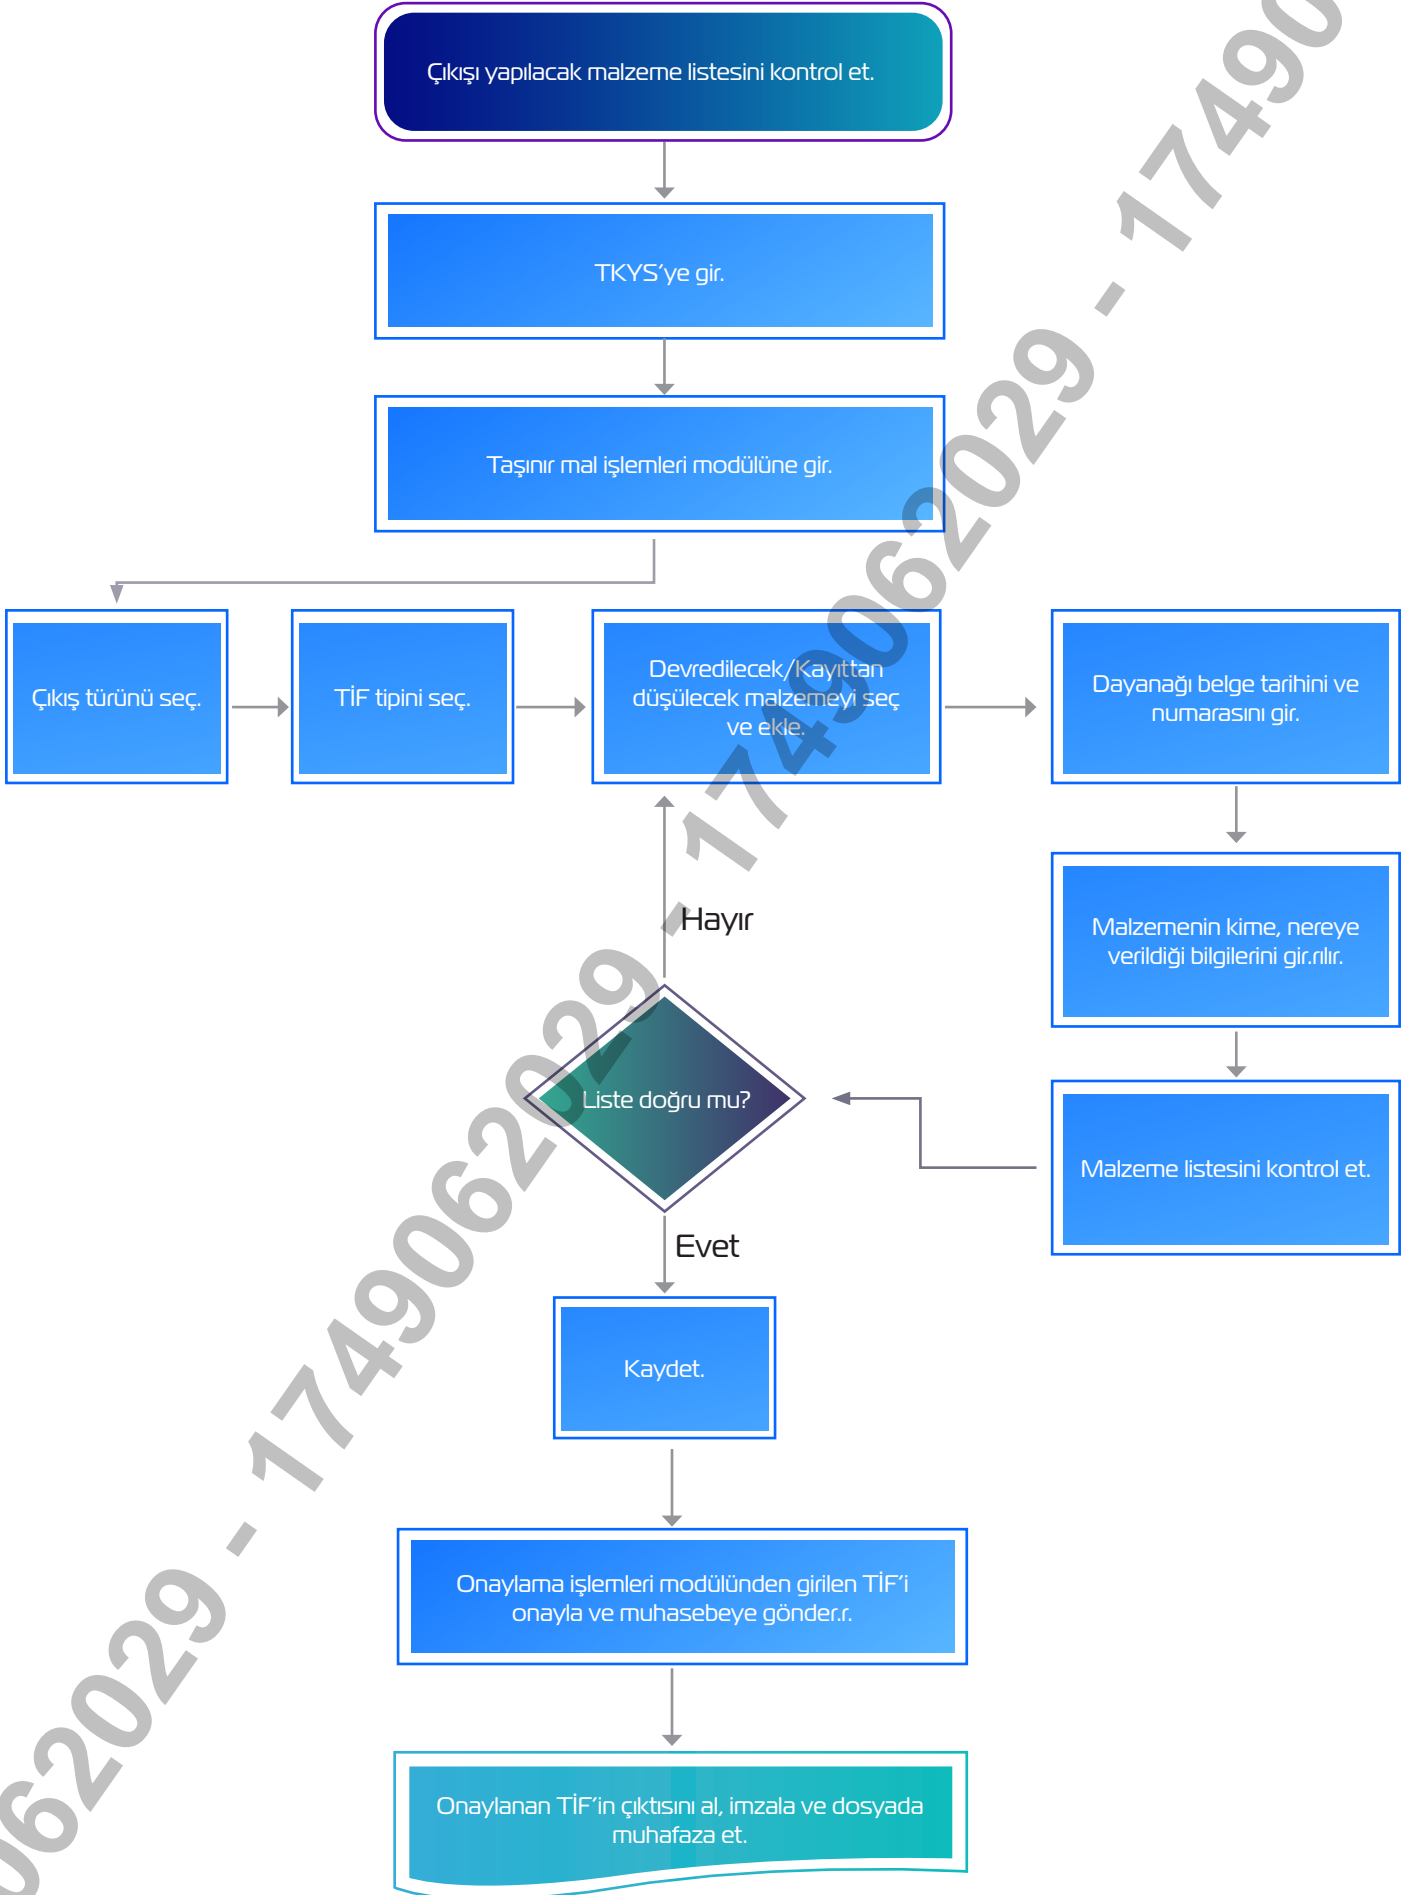 Çıkışı yapılacak malzeme listesini kontrol et.
TKYS'ye gir.
Taşınır mal işlemleri modülüne gir.
Çıkış türünü seç.
TİF tipini seç.
Devredilecek/Kayıttan
düşülecek malzemeyi seç
ve ekle.
Dayanağı belge tarihini ve
numarasını gir.
Malzemenin kime, nereye
verildiği bilgilerini gir.rılır.
Malzeme listesini kontrol et.
Hayır
Liste doğru mu?
Evet
Kaydet.
Onaylama işlemleri modülünden girilen TİF'i
onayla ve muhasebeye gönder.r.
Onaylanan TİF'in çıktısını al, imzala ve dosyada
muhafaza et.
062029 - 1749062029 - 1749062029 - 17490